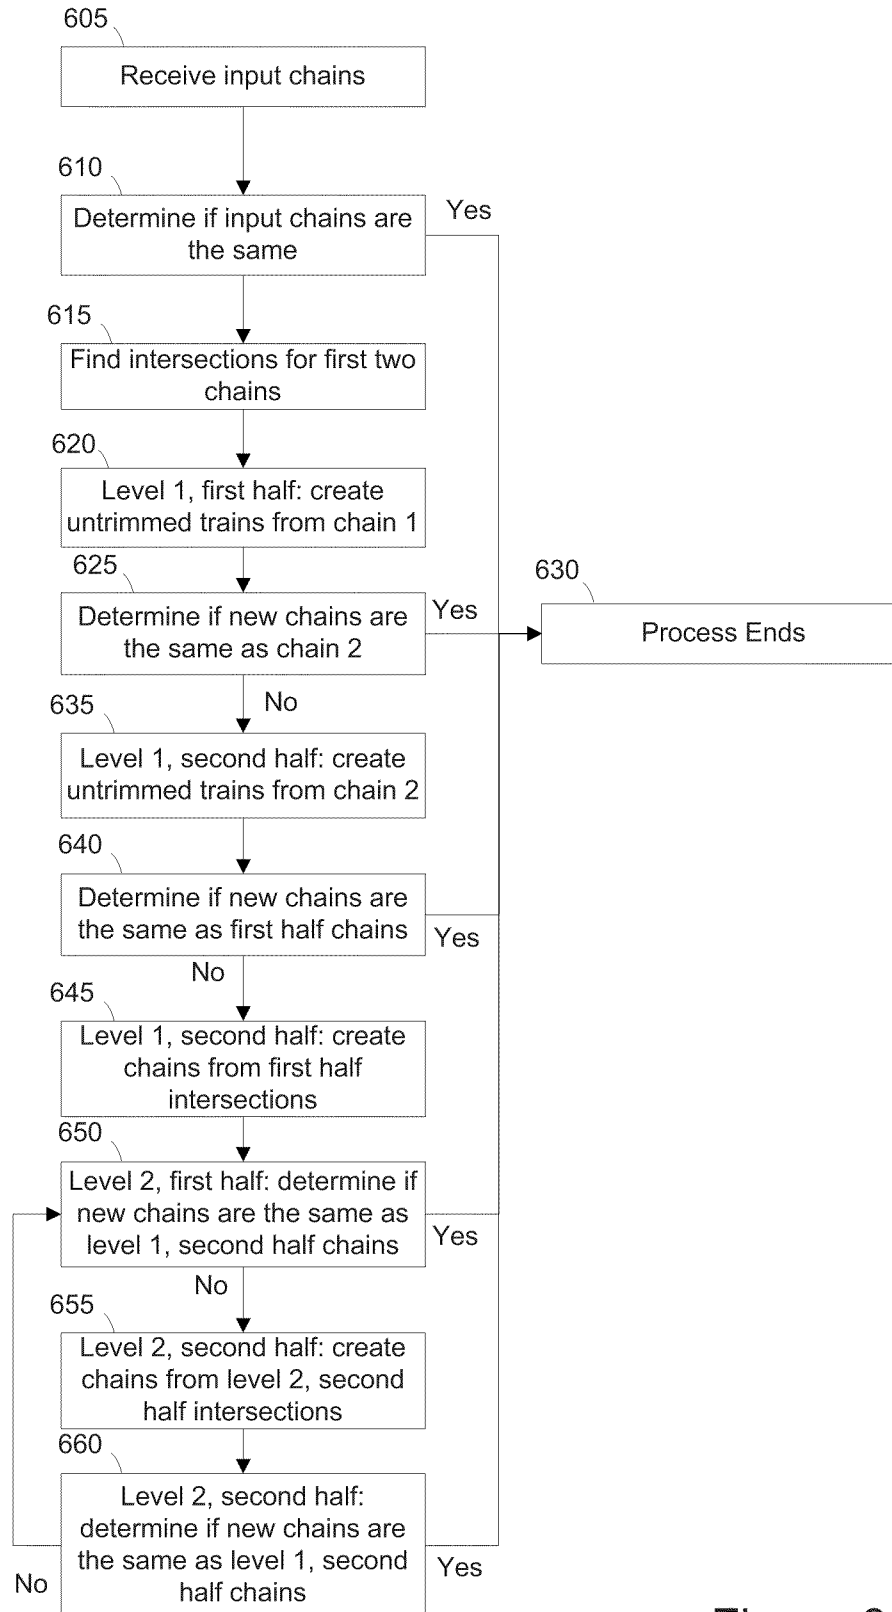 605
Receive input chains
610
Determine if input chains are
the same
Yes
615
Find intersections for first two
chains
620
Level 1, first half: create
untrimmed trains from chain 1
625
Determine if new chains are
the same as chain 2
Yes
630
Process Ends
No
635
Level 1, second half: create
untrimmed trains from chain 2
640
Determine if new chains are
the same as first half chains
Yes
No
645
Level 1, second half: create
chains from first half
intersections
650
Level 2, first half: determine if
new chains are the same as
level 1, second half chains
Yes
No
655
Level 2, second half: create
chains from level 2, second
half intersections
660
Level 2, second half:
determine if new chains are
the same as level 1, second
half chains
Yes
No